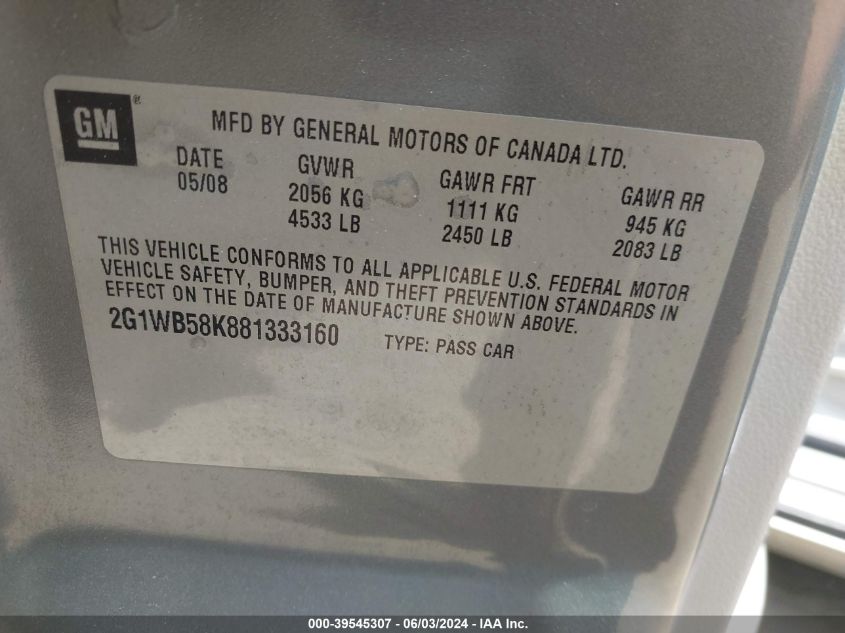 GM ®
MFD BY GENERAL MOTORS OF CANADA LTD.
DATE GVWR GAWR FRT GAWR RR
05/08 2056 KG 1111 KG 945 KG
4533 LB 2450 LB 2083 LB
THIS VEHICLE CONFORMS TO ALL APPLICABLE U.S. FEDERAL MOTOR
VEHICLE SAFETY, BUMPER, AND THEFT PREVENTION STANDARDS IN
EFFECT ON THE DATE OF MANUFACTURE SHOWN ABOVE.
2G1WB58K881333160 TYPE: PASS CAR
000-39545307 - 06/03/2024 - IAA Inc.